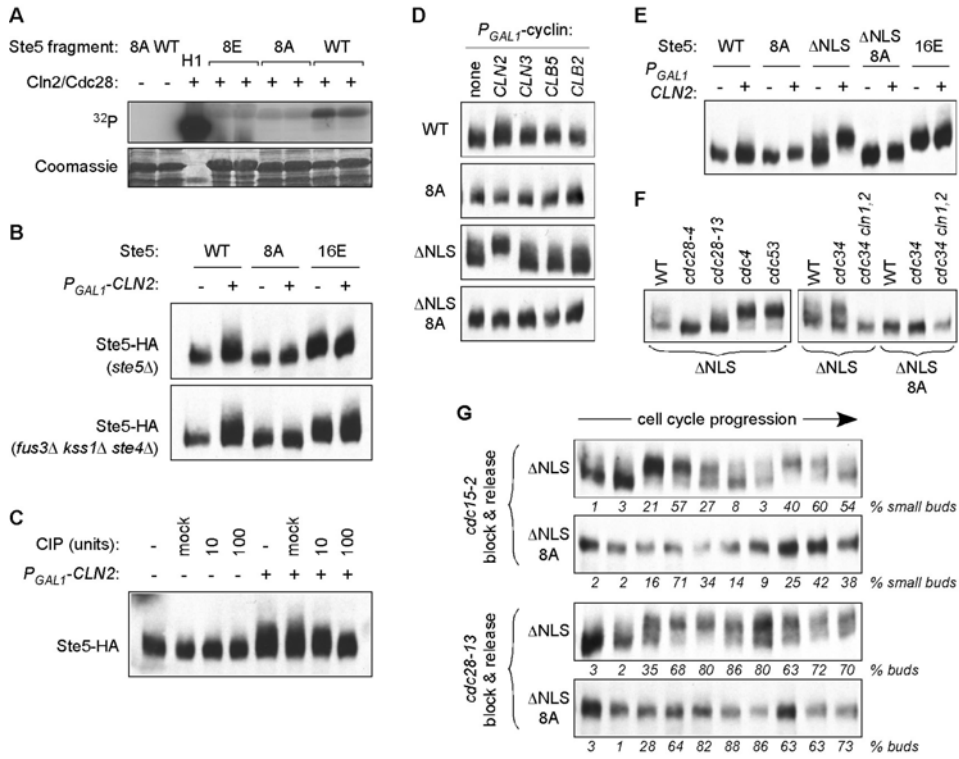 A
Ste5 fragment: 8A WT H1 8E 8A WT
Cln2/Cdc28: - - + + + + + + +
32P
Coomassie
B
Ste5: WT 8A 16E
PGAL1-CLN2: - + - + - +
Ste5-HA
(ste5Δ)
Ste5-HA
(fus3Δ kss1Δ ste4Δ)
C
CIP (units): - mock 10 100 - mock 10 100
PGAL1-CLN2: - - - - + + + +
Ste5-HA
D
PGAL1-cyclin:
none CLN2 CLN3 CLB5 CLB2
WT
8A
ΔNLS
ΔNLS
8A
E
Ste5: WT 8A ΔNLS ΔNLS 8A 16E
PGAL1
CLN2: - + - + - + - + - +
F
WT cdc28-4 cdc28-13 cdc4 cdc53 WT cdc34 cdc34 cln1,2 WT cdc34 cdc34 cln1,2
ΔNLS ΔNLS ΔNLS
8A
G
cell cycle progression
cdc15-2
block & release
ΔNLS
1 3 21 57 27 8 3 40 60 54 % small buds
ΔNLS
8A
2 2 16 71 34 14 9 25 42 38 % small buds
cdc28-13
block & release
ΔNLS
3 2 35 68 80 86 80 63 72 70 % buds
ΔNLS
8A
3 1 28 64 82 88 86 63 63 73 % buds